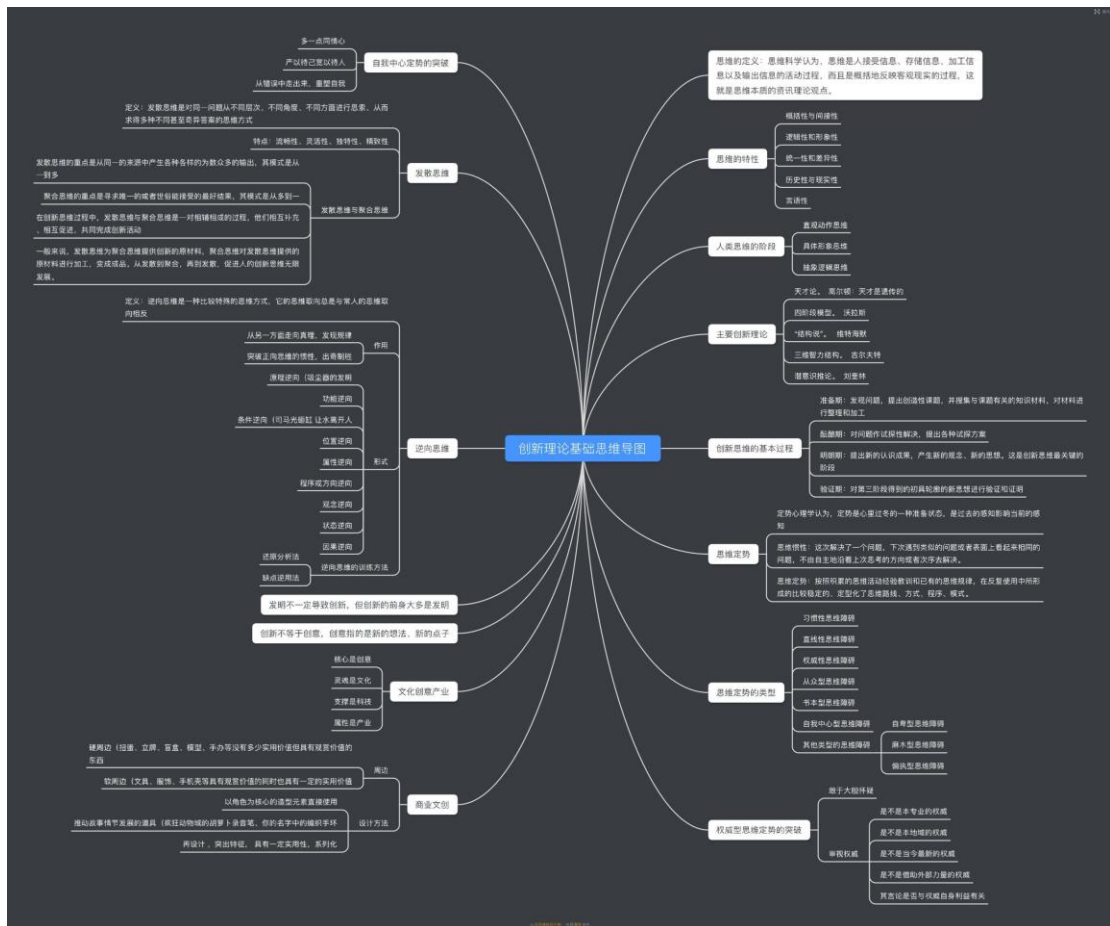 创新理论基础思维导图
思维的定义：思维科学认为，思维是人接受信息、存储信息、加工信
息以及输出信息的活动过程，而且是概括地反映客观现实的过程，这
就是思维本质的资讯理论观点。
思维的特性
概括性与间接性
逻辑性和形象性
统一性和差异性
历史性与现实性
言语性
人类思维的阶段
直观动作思维
具体形象思维
抽象逻辑思维
主要创新理论
天才论。 高尔顿：天才是遗传的
四阶段模型。 沃拉斯
“结构说”。 维特海默
三维智力结构。 吉尔夫特
潜意识推论。 刘奎林
创新思维的基本过程
准备期：发现问题，提出创造性课题，并搜集与课题有关的知识材料，对材料进
行整理和加工
酝酿期：对问题作试探性解决，提出各种试探方案
明朗期：提出新的认识成果，产生新的观念、新的思想。这是创新思维最关键的
阶段
验证期：对第三阶段得到的初具轮廓的新思想进行验证和证明
思维定势
定势心理学认为，定势是心里过冬的一种准备状态，是过去的感知影响当前的感
知
思维惯性：这次解决了一个问题，下次遇到类似的问题或者表面上看起来相同的
问题，不由自主地沿着上次思考的方向或者次序去解决。
思维定势：按照积累的思维活动经验教训和已有的思维规律，在反复使用中所形
成的比较稳定的、定型化了思维路线、方式、程序、模式。
思维定势的类型
习惯性思维障碍
直线性思维障碍
权威性思维障碍
从众型思维障碍
书本型思维障碍
自我中心型思维障碍
其他类型的思维障碍
自卑型思维障碍
麻木型思维障碍
偏执型思维障碍
权威型思维定势的突破
敢于大胆怀疑
审视权威
是不是本专业的权威
是不是本地域的权威
是不是当今最新的权威
是不是借助外部力量的权威
其言论是否与权威自身利益有关
自我中心定势的突破
多一点同情心
严以待己宽以待人
从错误中走出来，重塑自我
发散思维
定义：发散思维是对同一问题从不同层次、不同角度、不同方面进行思索，从而
求得多种不同甚至奇异答案的思维方式
特点：流畅性、灵活性、独特性、精致性
发散思维与聚合思维
发散思维的重点是从同一的来源中产生各种各样的为数众多的输出，其模式是从
一到多
聚合思维的重点是寻求唯一的或者世俗能接受的最好结果，其模式是从多到一
在创新思维过程中，发散思维与聚合思维是一对相辅相成的过程，他们相互补充
、相互促进，共同完成创新活动
一般来说，发散思维为聚合思维提供创新的原材料，聚合思维对发散思维提供的
原材料进行加工，变成成品。从发散到聚合，再到发散，促进人的创新思维无限
发展。
逆向思维
定义：逆向思维是一种比较特殊的思维方式，它的思维取向总是与常人的思维取
向相反
作用
从另一方面走向真理，发现规律
突破正向思维的惯性，出奇制胜
形式
原理逆向（吸尘器的发明
功能逆向
条件逆向（司马光砸缸 让水离开人
位置逆向
属性逆向
程序或方向逆向
观念逆向
状态逆向
因果逆向
逆向思维的训练方法
还原分析法
缺点逆用法
发明不一定导致创新，但创新的前身大多是发明
创新不等于创意，创意指的是新的想法、新的点子
文化创意产业
核心是创意
灵魂是文化
支撑是科技
属性是产业
商业文创
周边
硬周边（扭蛋、立牌、盲盒、模型、手办等没有多少实用价值但具有观赏价值的
东西
软周边（文具、服饰、手机壳等具有观赏价值的同时也具有一定的实用价值
设计方法
以角色为核心的造型元素直接使用
推动故事情节发展的道具（疯狂动物城的胡萝卜录音笔、你的名字中的编织手环
再设计 ，突出特征， 具有一定实用性，系列化